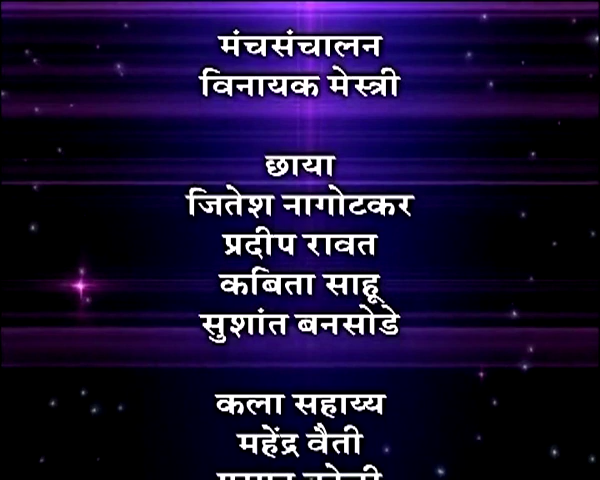 मंचसंचालन
विनायक मेस्त्री
छाया
जितेश नागोटकर
प्रदीप रावत
कबिता साहू
सुशांत बनसोडे
कला सहाय्य
महेंद्र वैती